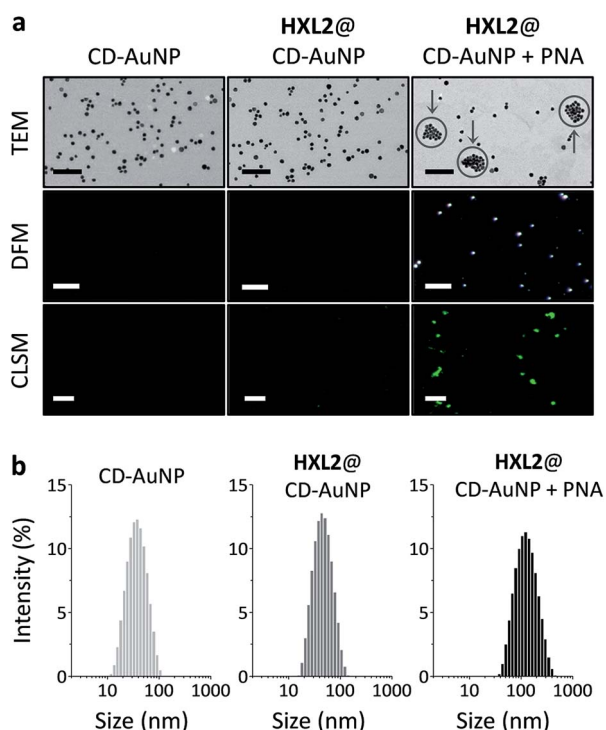 a
CD-AuNP
HXL2@
CD-AuNP
HXL2@
CD-AuNP + PNA
TEM
DFM
CLSM
b
CD-AuNP
HXL2@
CD-AuNP
HXL2@
CD-AuNP + PNA
Intensity (%)
15
10
5
0
10 100 1000
Size (nm)
15
10
5
0
10 100 1000
Size (nm)
15
10
5
0
10 100 1000
Size (nm)